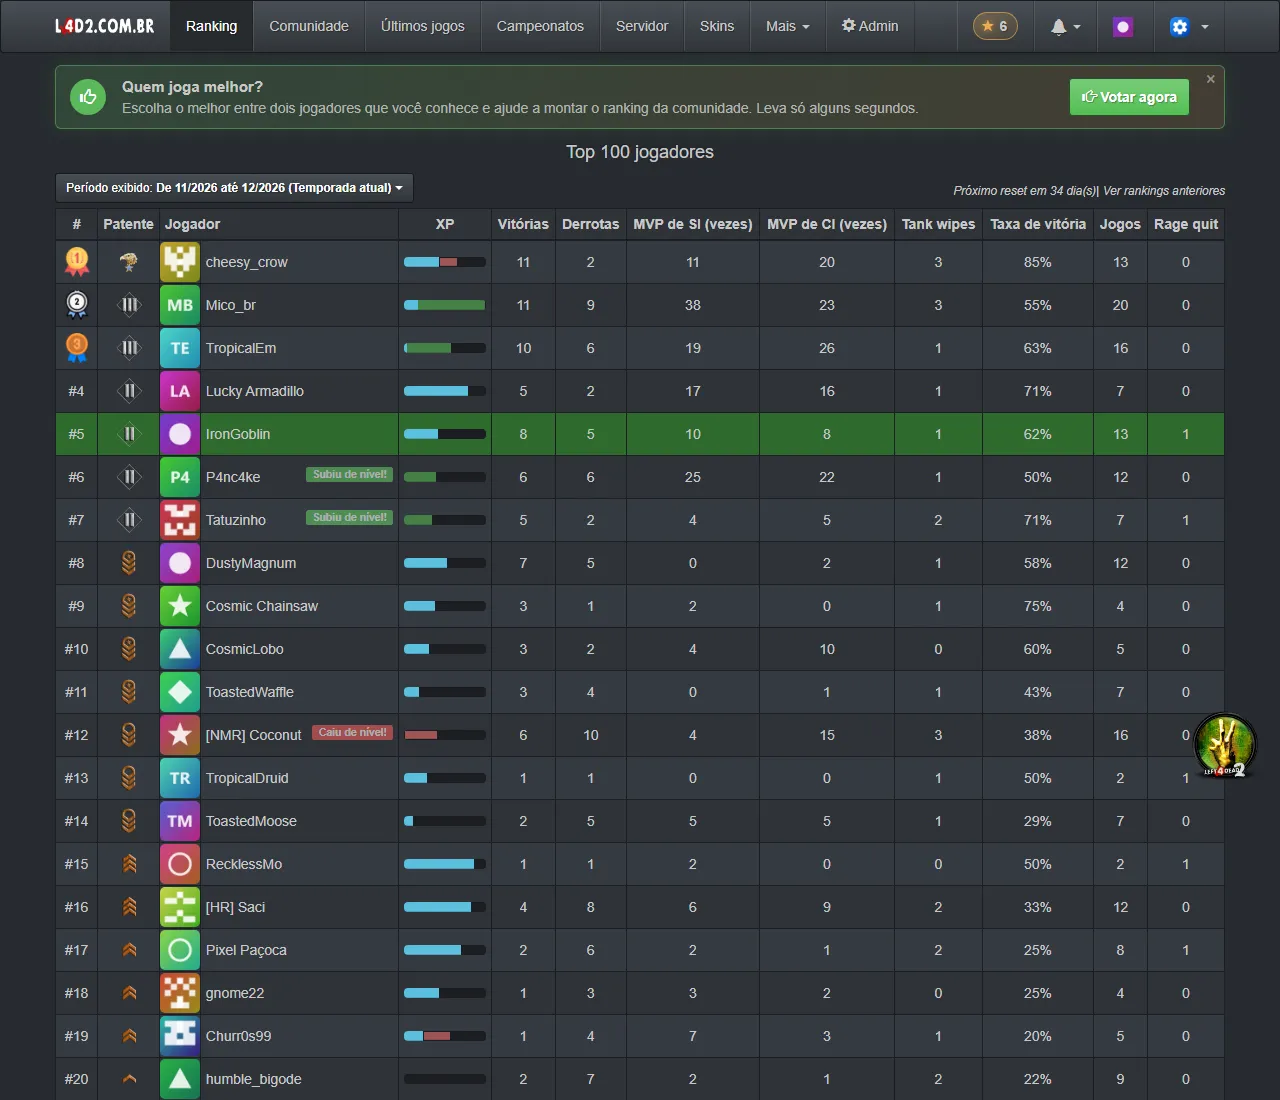 L4D2.COM.BR Ranking Comunidade Últimos jogos Campeonatos Servidor Skins Mais Admin 6
Quem joga melhor?
Escolha o melhor entre dois jogadores que você conhece e ajude a montar o ranking da comunidade. Leva só alguns segundos.
Votar agora
×
Top 100 jogadores
Período exibido: De 11/2026 até 12/2026 (Temporada atual)
Próximo reset em 34 dia(s)| Ver rankings anteriores
# Patente Jogador XP Vitórias Derrotas MVP de SI (vezes) MVP de CI (vezes) Tank wipes Taxa de vitória Jogos Rage quit
1 cheesy_crow 11 2 11 20 3 85% 13 0
2 III MB Mico_br 11 9 38 23 3 55% 20 0
3 III TE TropicalEm 10 6 19 26 1 63% 16 0
#4 II LA Lucky Armadillo 5 2 17 16 1 71% 7 0
#5 II IronGoblin 8 5 10 8 1 62% 13 1
#6 II P4 P4nc4ke Subiu de nível! 6 6 25 22 1 50% 12 0
#7 II Tatuzinho Subiu de nível! 5 2 4 5 2 71% 7 1
#8 DustyMagnum 7 5 0 2 1 58% 12 0
#9 Cosmic Chainsaw 3 1 2 0 1 75% 4 0
#10 CosmicLobo 3 2 4 10 0 60% 5 0
#11 ToastedWaffle 3 4 0 1 1 43% 7 0
#12 [NMR] Coconut Caiu de nível! 6 10 4 15 3 38% 16 0
#13 TR TropicalDruid 1 1 0 0 1 50% 2 1
LEFT4DEAD2
#14 TM ToastedMoose 2 5 5 5 1 29% 7 0
#15 RecklessMo 1 1 2 0 0 50% 2 1
#16 [HR] Saci 4 8 6 9 2 33% 12 0
#17 Pixel Paçoca 2 6 2 1 2 25% 8 1
#18 gnome22 1 3 3 2 0 25% 4 0
#19 Churr0s99 1 4 7 3 1 20% 5 0
#20 humble_bigode 2 7 2 1 2 22% 9 0